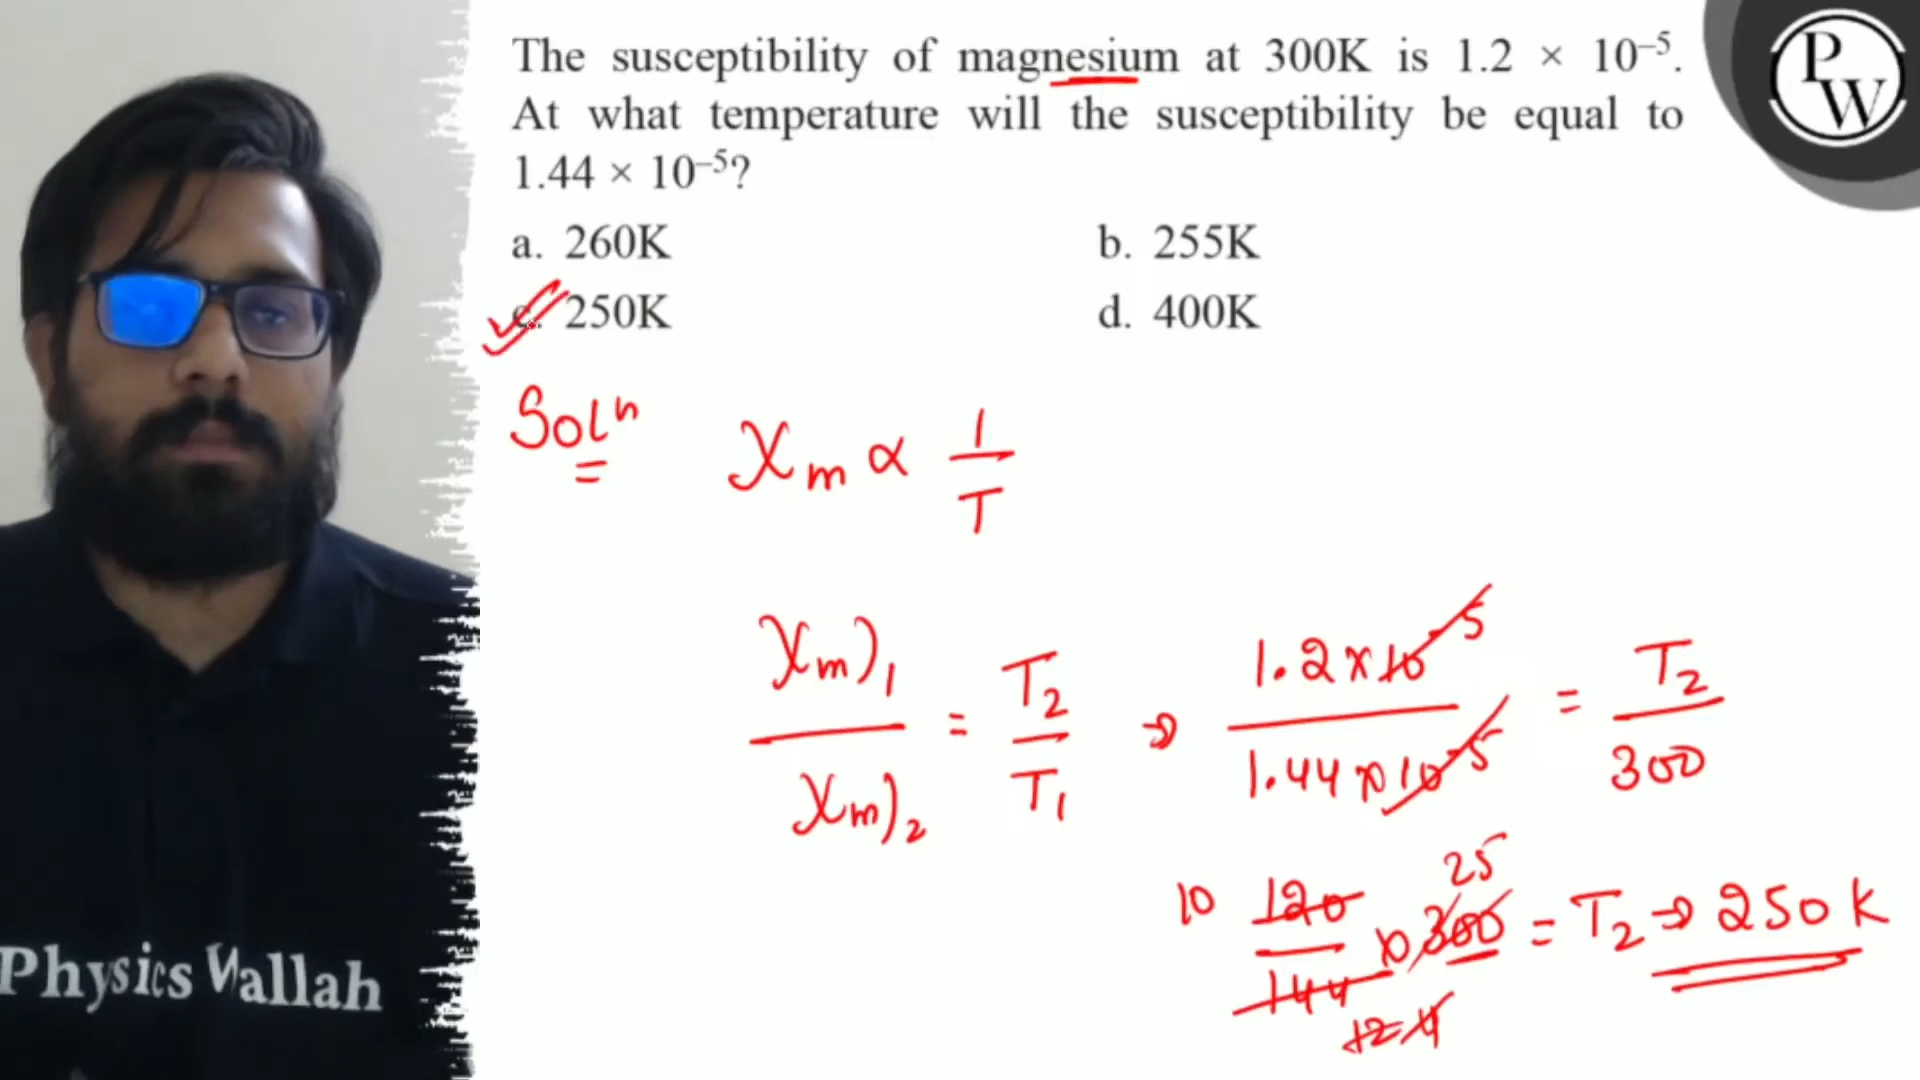 The susceptibility of magnesium at 300K is 1.2 × 10⁻⁵.
At what temperature will the susceptibility be equal to
1.44 × 10⁻⁵?
a. 260K b. 255K
c. 250K d. 400K
Solⁿ
χm ∝ 1/T
χm)₁ / χm)₂ = T₂/T₁ → 1.2×10⁻⁵ / 1.44×10⁻⁵ = T₂/300
10 120/144 × 300 25 = T₂ → 250K
12
PW
Physics Wallah